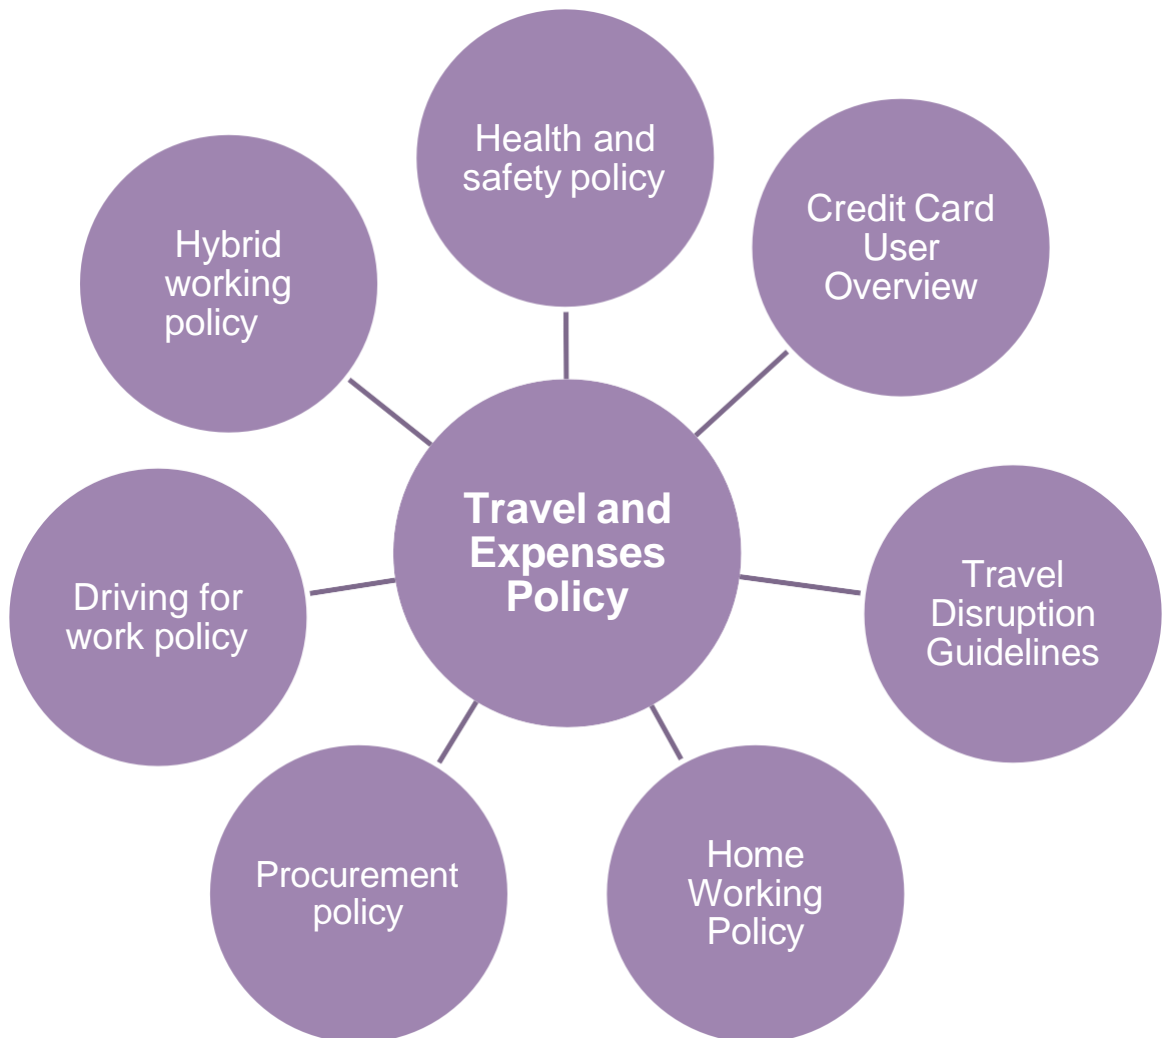 Health and
safety policy
Credit Card
User
Overview
Hybrid
working
policy
Travel and
Expenses
Policy
Travel
Disruption
Guidelines
Driving for
work policy
Home
Working
Policy
Procurement
policy